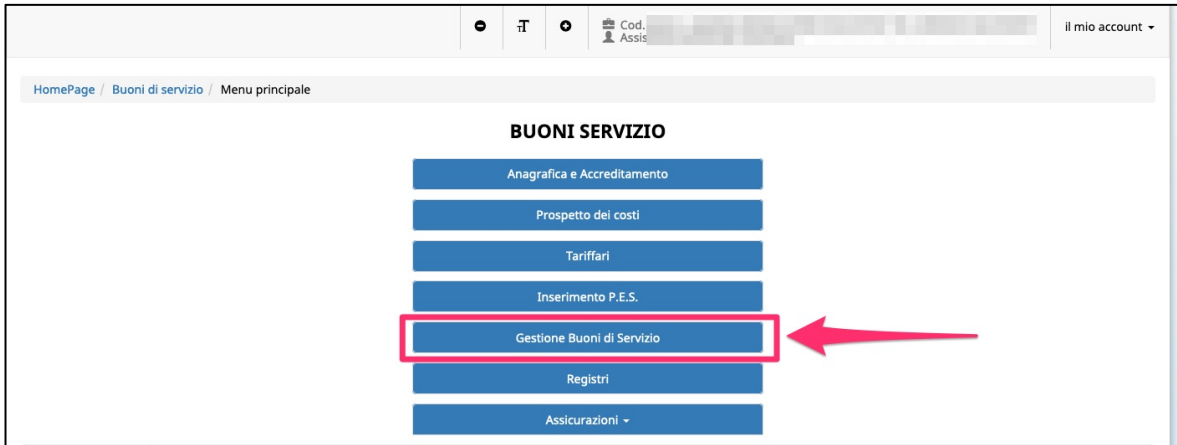 Cod.
Assis
il mio account
HomePage / Buoni di servizio / Menu principale
BUONI SERVIZIO
Anagrafica e Accreditamento
Prospetto dei costi
Tariffari
Inserimento P.E.S.
Gestione Buoni di Servizio
Registri
Assicurazioni